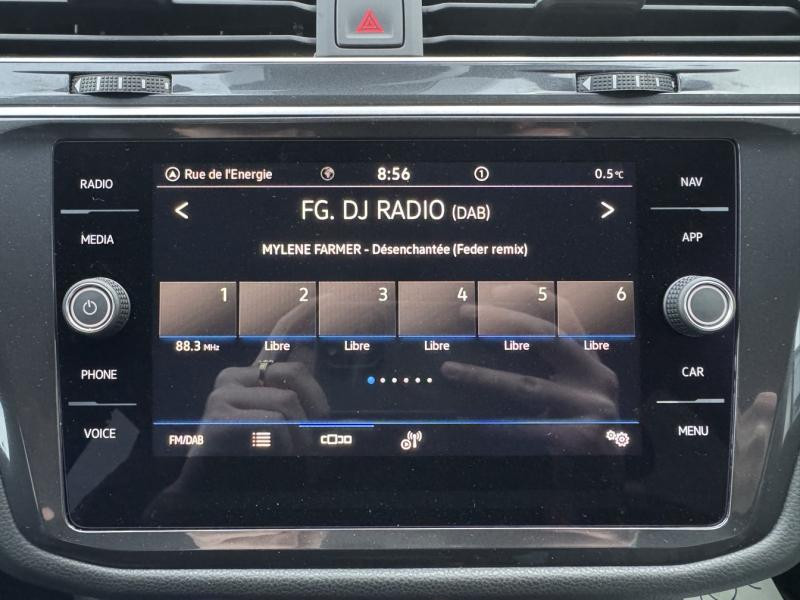 RADIO
MEDIA
PHONE
VOICE
Rue de l'Energie 8:56 1 0.5°C
< FG. DJ RADIO (DAB) >
MYLENE FARMER - Désenchantée (Feder remix)
1 2 3 4 5 6
88.3 MHz Libre Libre Libre Libre Libre
FM/DAB
NAV
APP
CAR
MENU